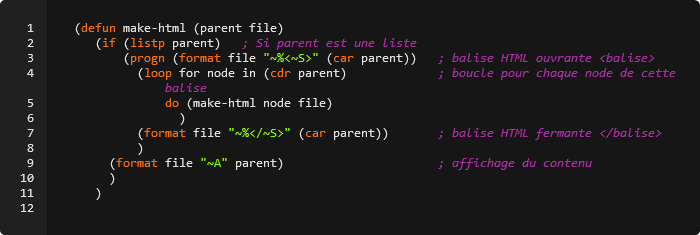 1 (defun make-html (parent file)
2 (if (listp parent) ; Si parent est une liste
3 (progn (format file "~%<~S>" (car parent)) ; balise HTML ouvrante <balise>
4 (loop for node in (cdr parent) ; boucle pour chaque node de cette
balise
5 do (make-html node file)
6 )
7 (format file "~%</~S>" (car parent)) ; balise HTML fermante </balise>
8 )
9 (format file "~A" parent) ; affichage du contenu
10 )
11 )
12